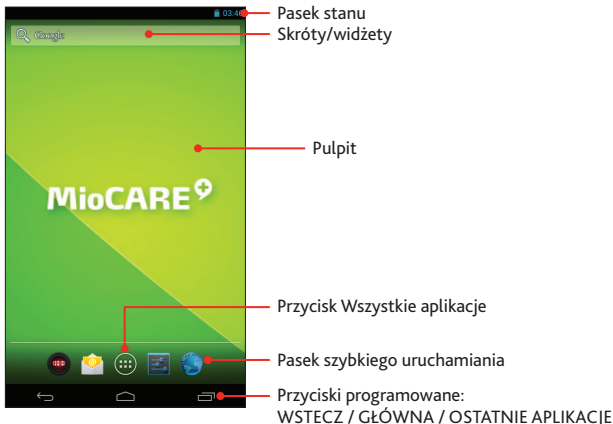 03:46
Pasek stanu
Google
Skróty/widżety
Pulpit
MioCARE
Przycisk Wszystkie aplikacje
Pasek szybkiego uruchamiania
Przyciski programowane:
WSTECZ / GŁÓWNA / OSTATNIE APLIKACJE